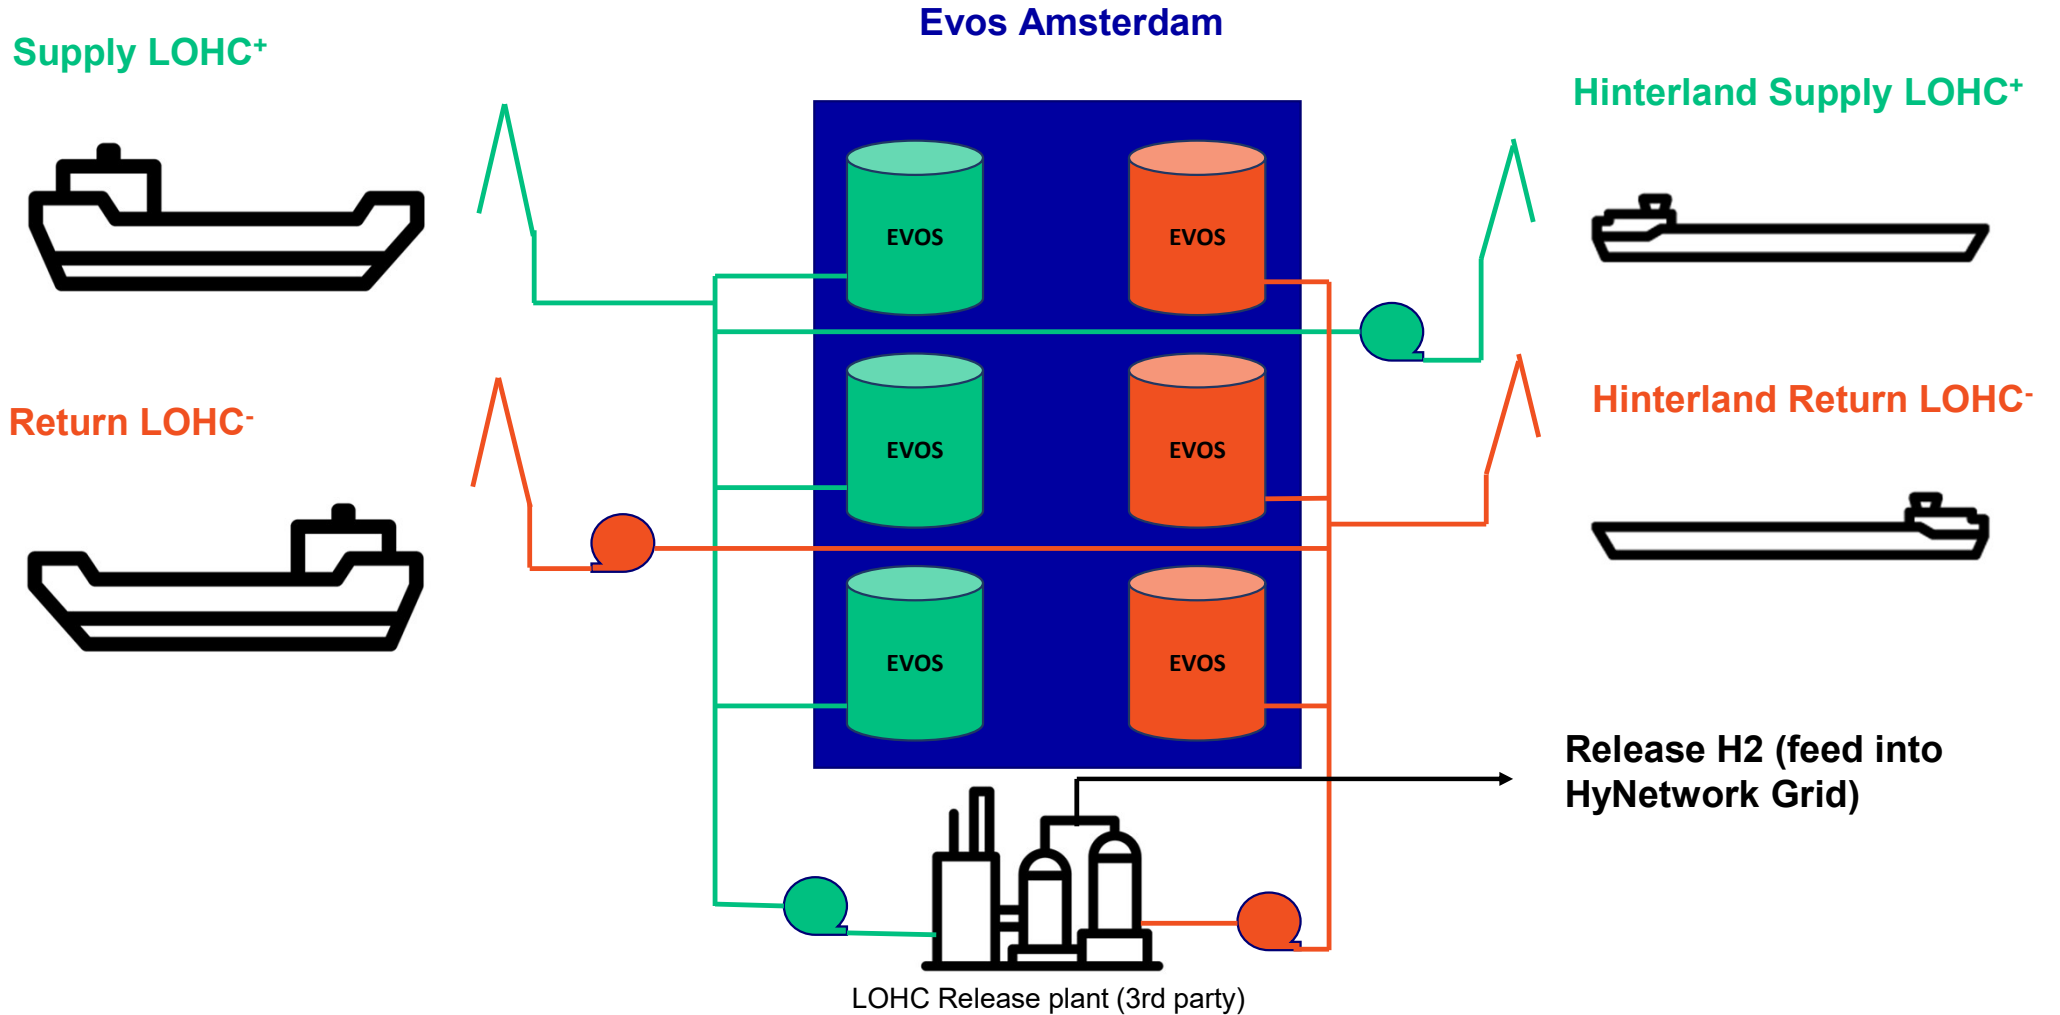 Evos Amsterdam
Supply LOHC⁺
Hinterland Supply LOHC⁺
EVOS
EVOS
Return LOHC⁻
Hinterland Return LOHC⁻
EVOS
EVOS
EVOS
EVOS
Release H2 (feed into
HyNetwork Grid)
LOHC Release plant (3rd party)